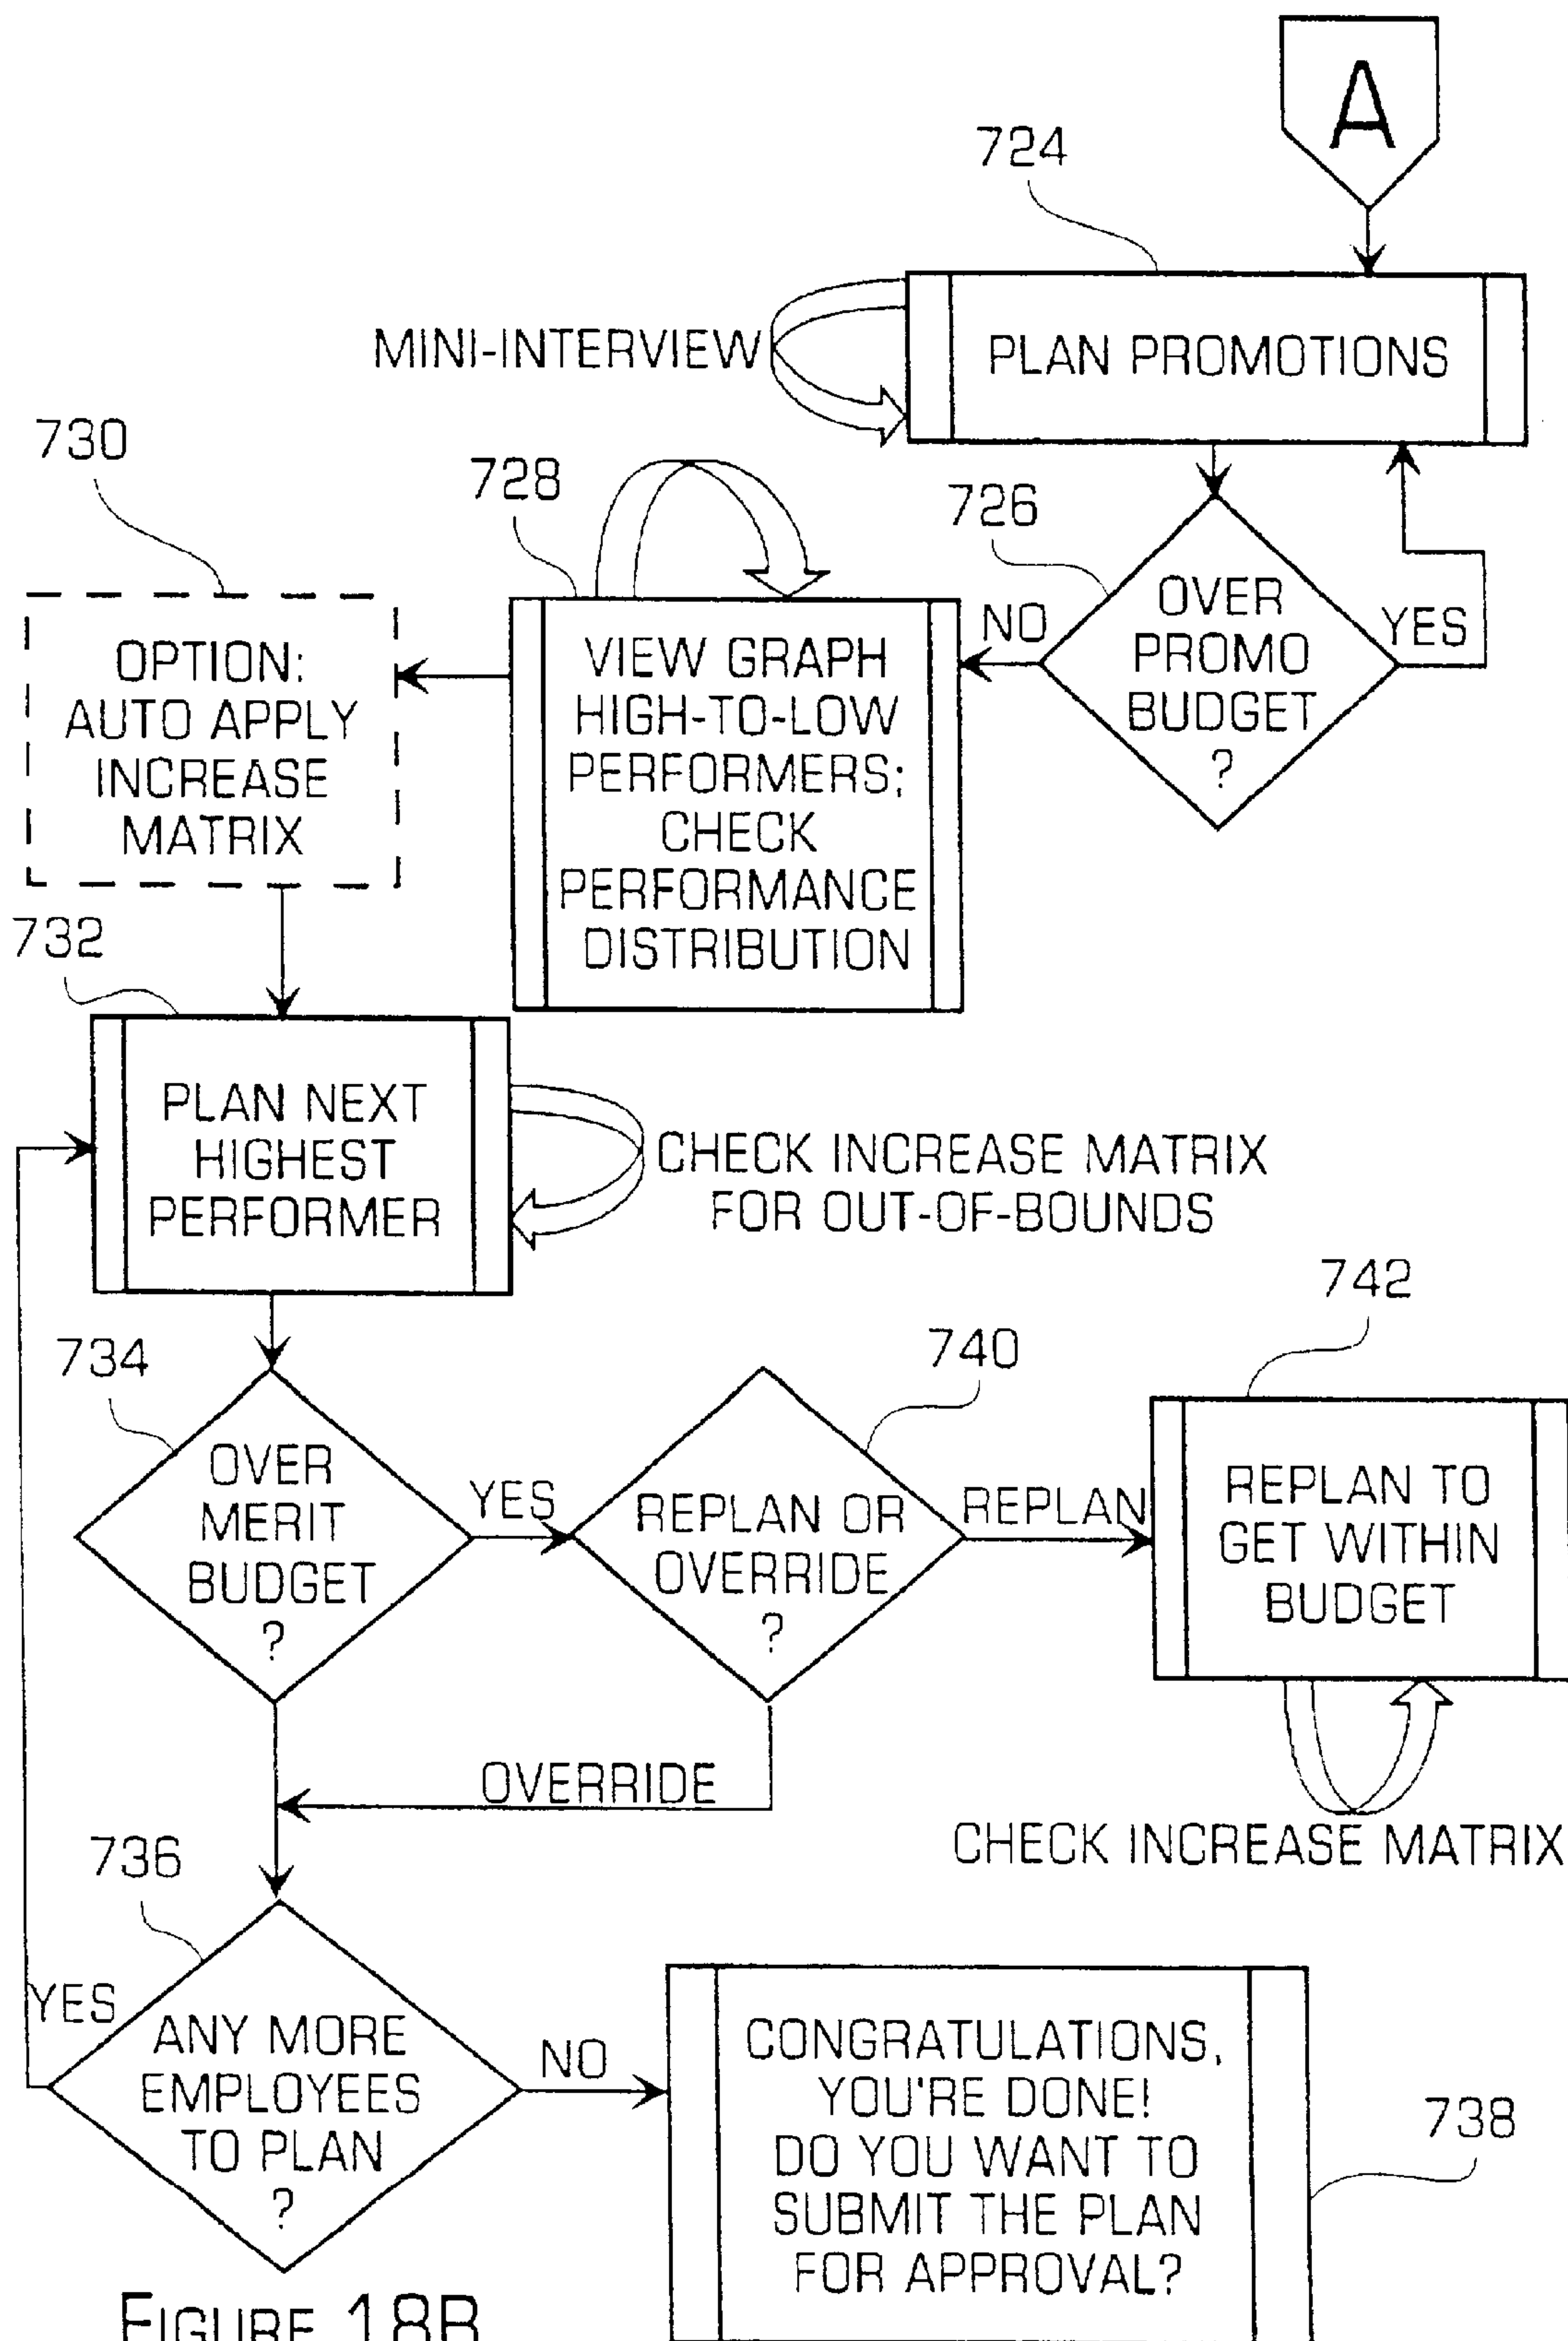 A
724
MINI-INTERVIEW
PLAN PROMOTIONS
730
728
726
OPTION:
AUTO APPLY
INCREASE
MATRIX
VIEW GRAPH
HIGH-TO-LOW
PERFORMERS;
CHECK
PERFORMANCE
DISTRIBUTION
NO
OVER
PROMO
BUDGET
?
YES
732
PLAN NEXT
HIGHEST
PERFORMER
CHECK INCREASE MATRIX
FOR OUT-OF-BOUNDS
734
740
742
OVER
MERIT
BUDGET
?
YES
REPLAN OR
OVERRIDE
?
REPLAN
REPLAN TO
GET WITHIN
BUDGET
OVERRIDE
CHECK INCREASE MATRIX
736
YES
ANY MORE
EMPLOYEES
TO PLAN
?
NO
CONGRATULATIONS,
YOU'RE DONE!
DO YOU WANT TO
SUBMIT THE PLAN
FOR APPROVAL?
738
FIGURE 18B